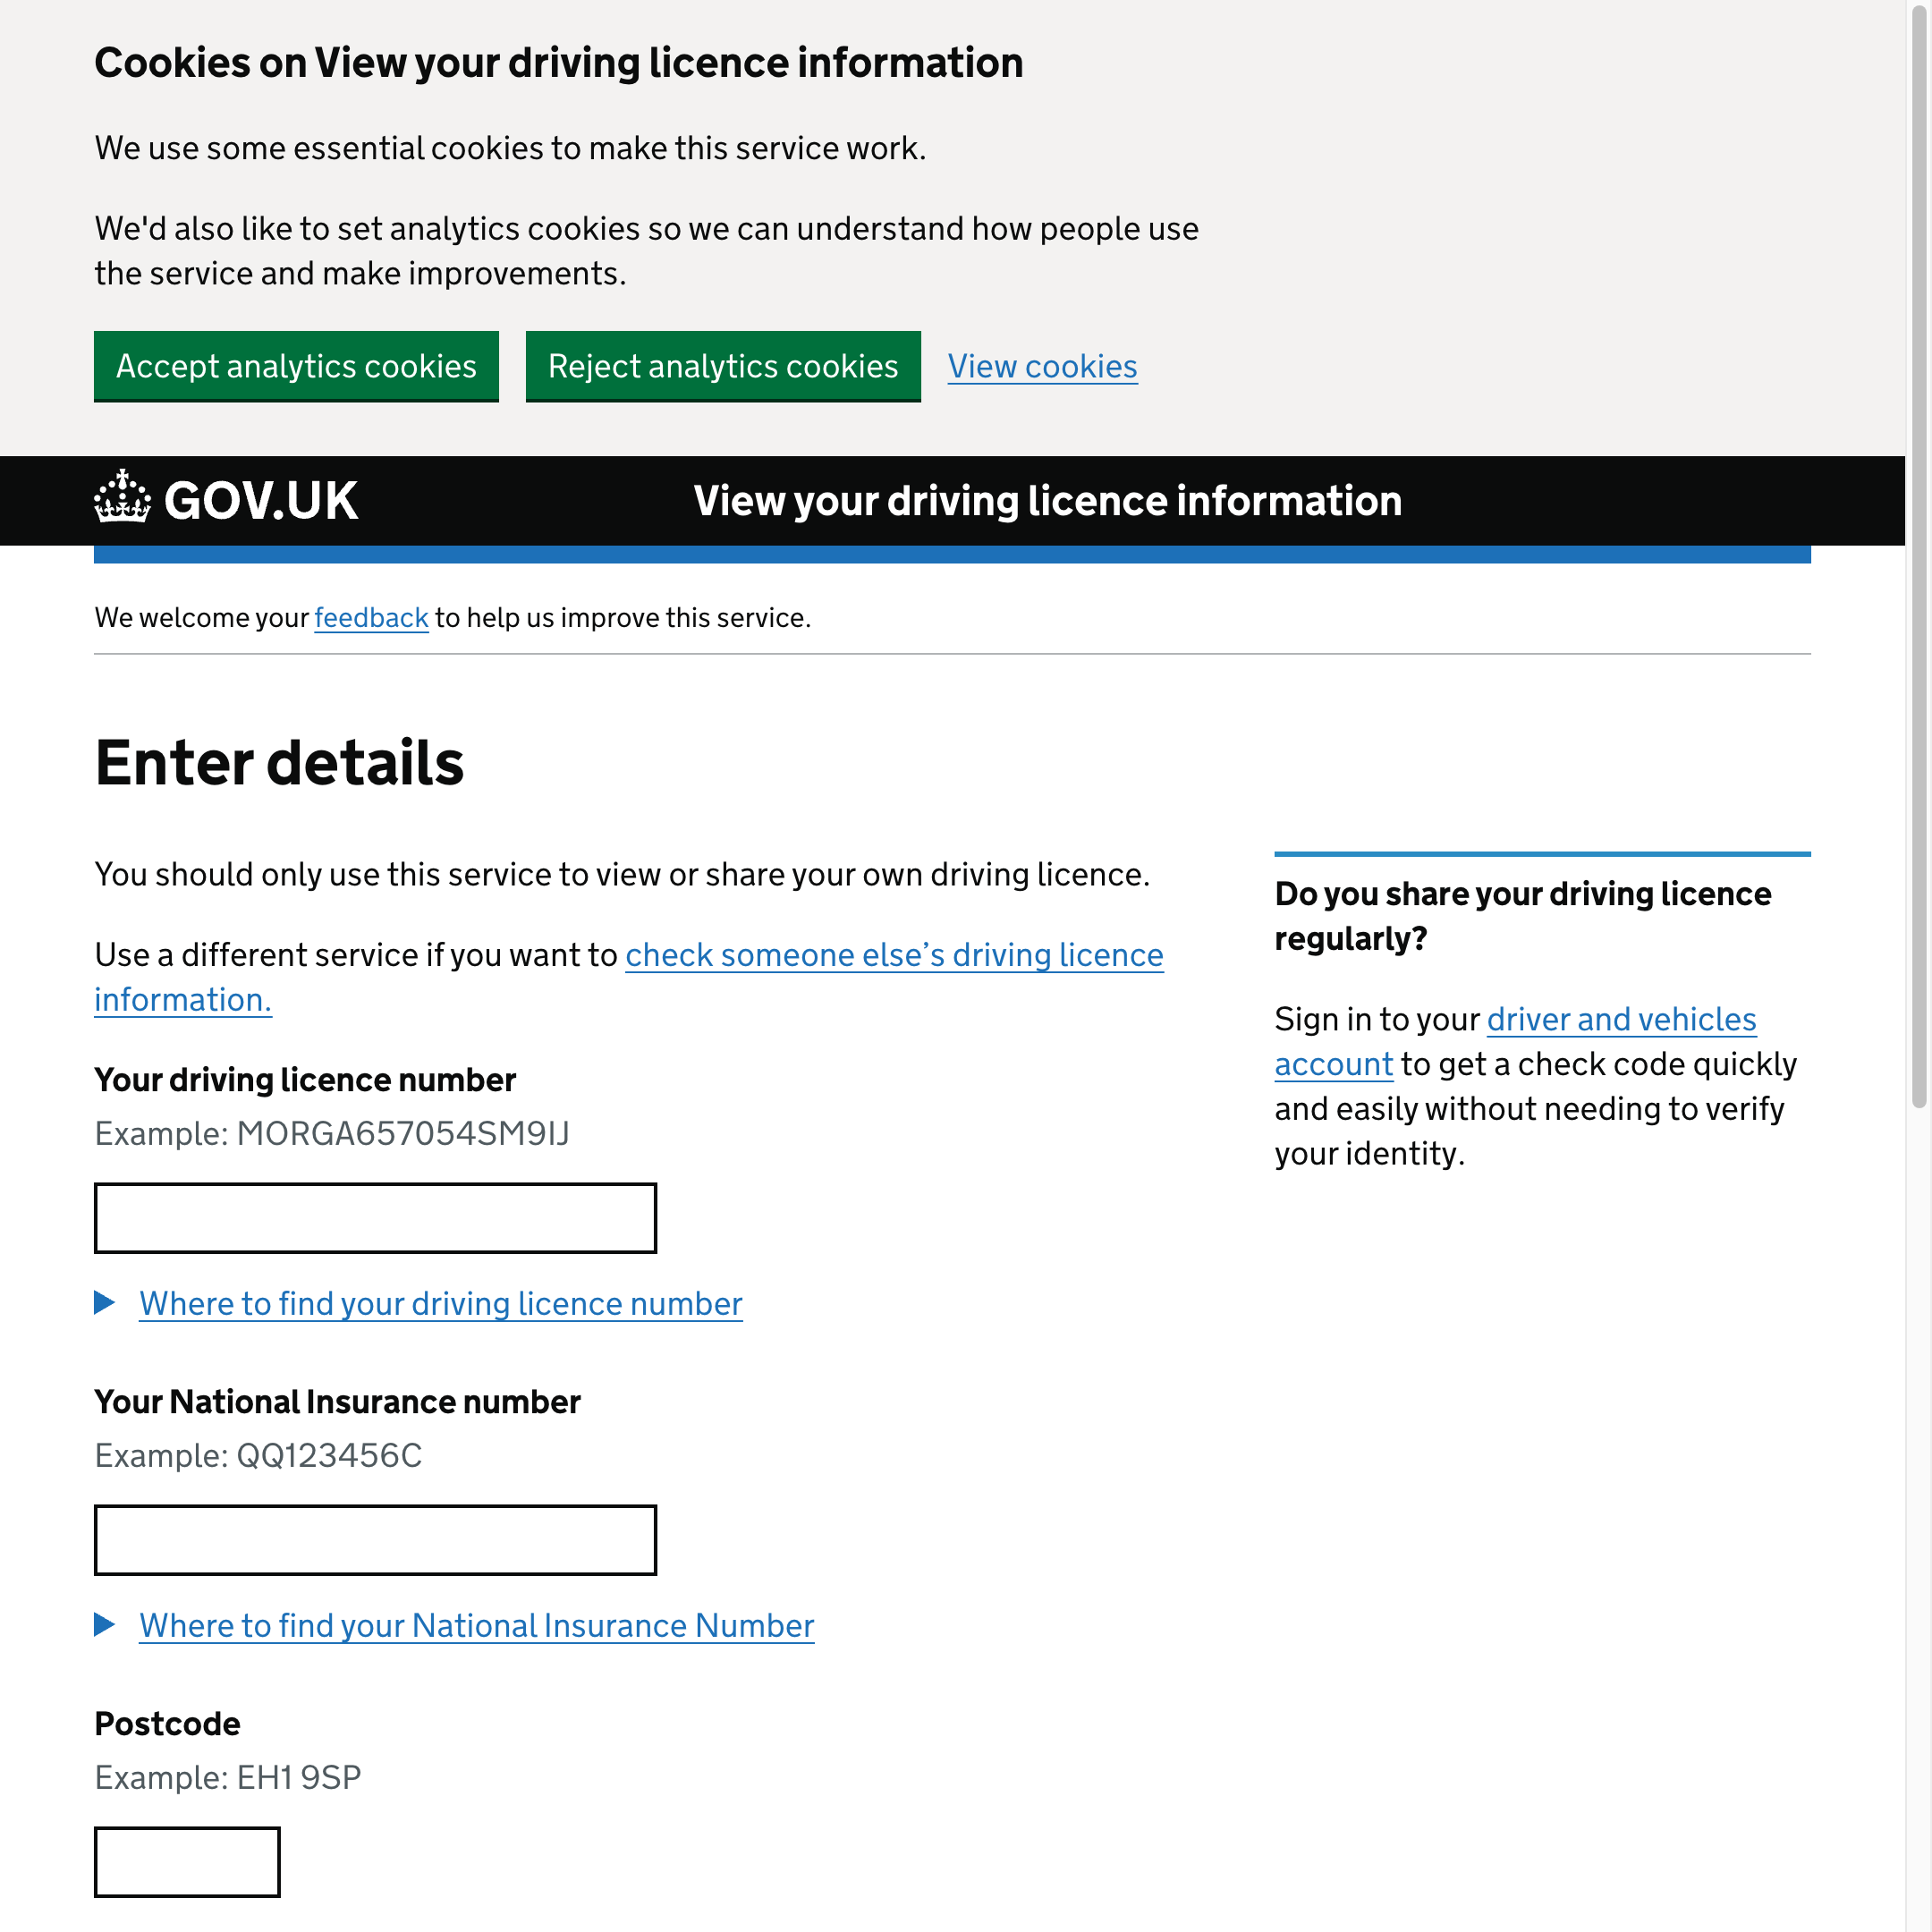 Cookies on View your driving licence information
We use some essential cookies to make this service work.
We'd also like to set analytics cookies so we can understand how people use
the service and make improvements.
Accept analytics cookies Reject analytics cookies View cookies
GOV.UK View your driving licence information
We welcome your feedback to help us improve this service.
Enter details
You should only use this service to view or share your own driving licence.
Use a different service if you want to check someone else’s driving licence
information.
Your driving licence number
Example: MORGA657054SM9IJ
Where to find your driving licence number
Your National Insurance number
Example: QQ123456C
Where to find your National Insurance Number
Postcode
Example: EH1 9SP
Do you share your driving licence
regularly?
Sign in to your driver and vehicles
account to get a check code quickly
and easily without needing to verify
your identity.